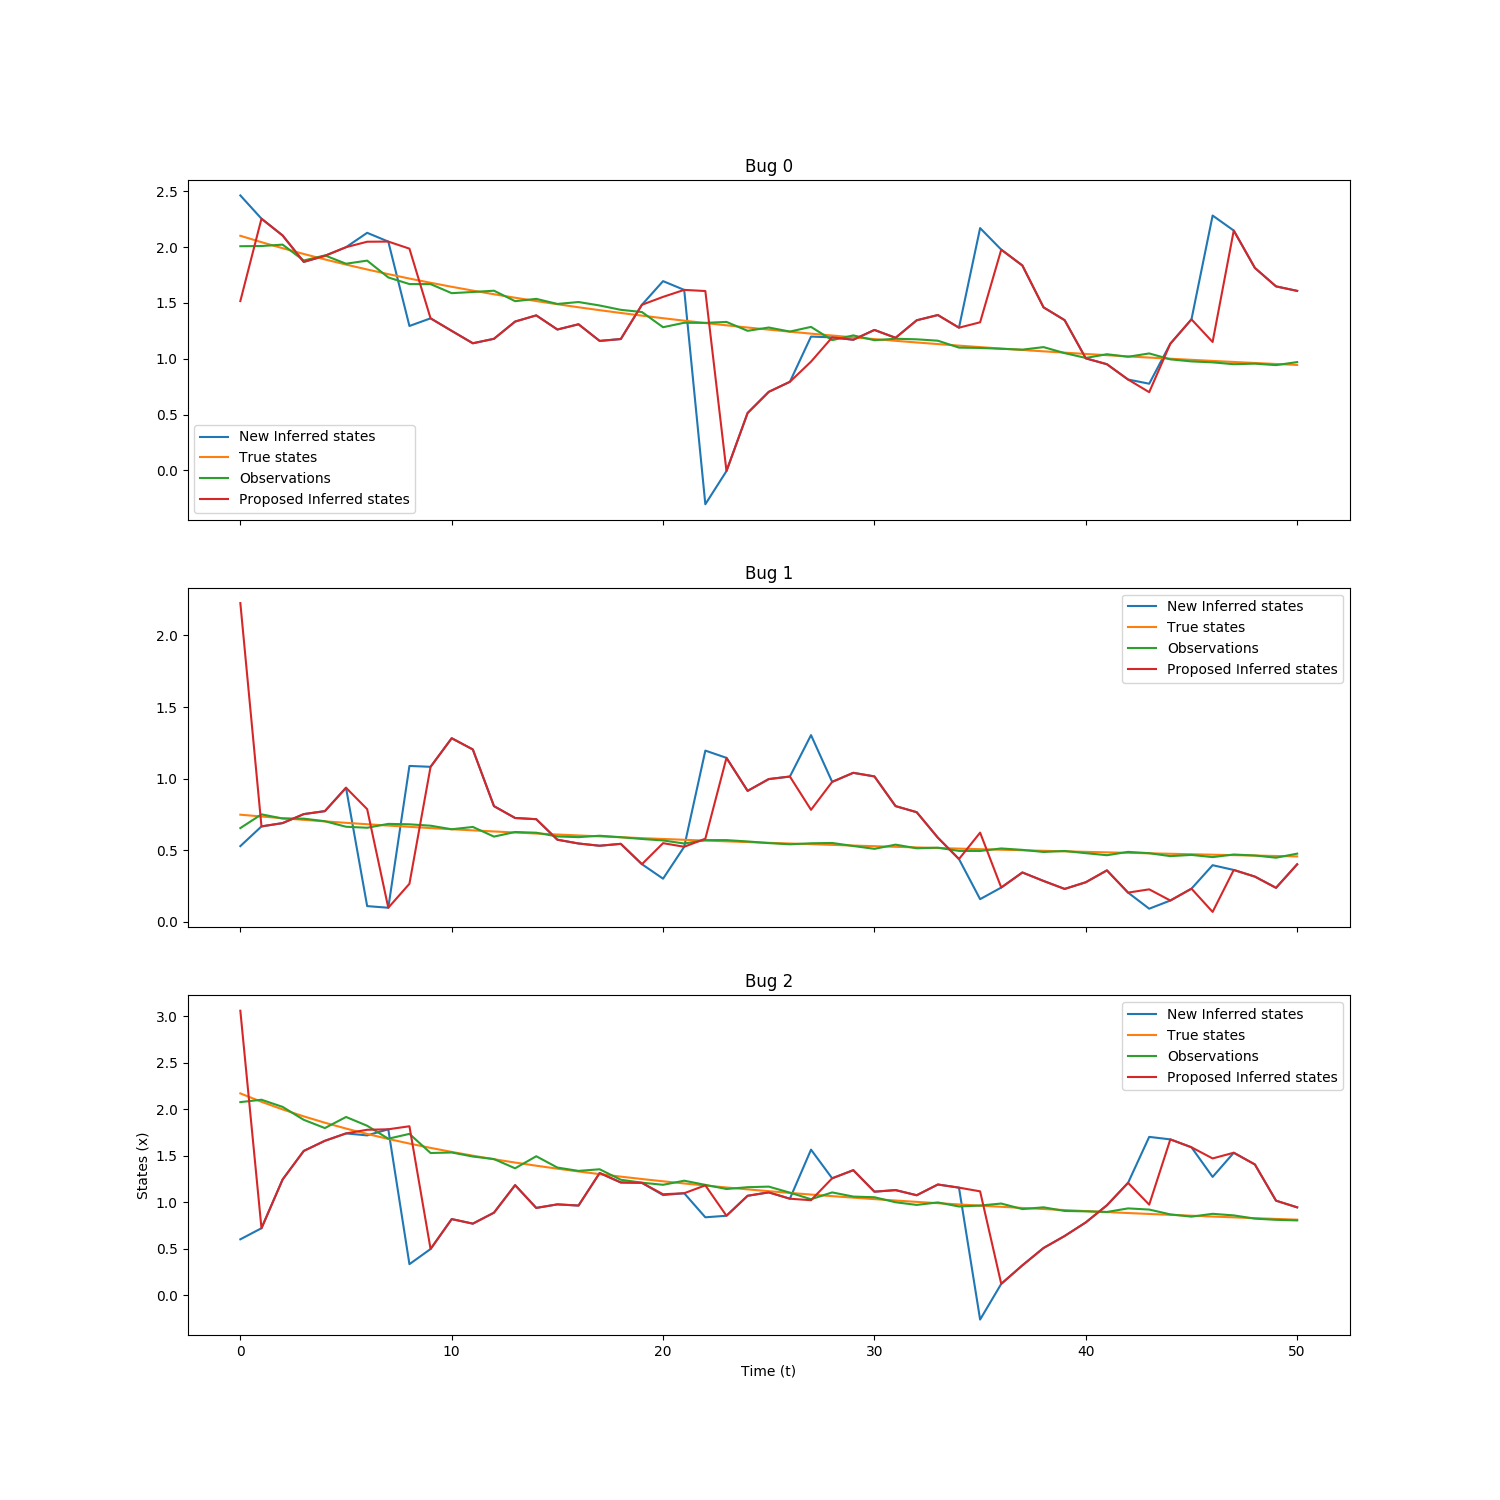 Bug 0
2.5
2.0
1.5
1.0
0.5
0.0
New Inferred states
True states
Observations
Proposed Inferred states
Bug 1
2.0
1.5
1.0
0.5
0.0
New Inferred states
True states
Observations
Proposed Inferred states
Bug 2
States (x)
3.0
2.5
2.0
1.5
1.0
0.5
0.0
New Inferred states
True states
Observations
Proposed Inferred states
0 10 20 30 40 50
Time (t)